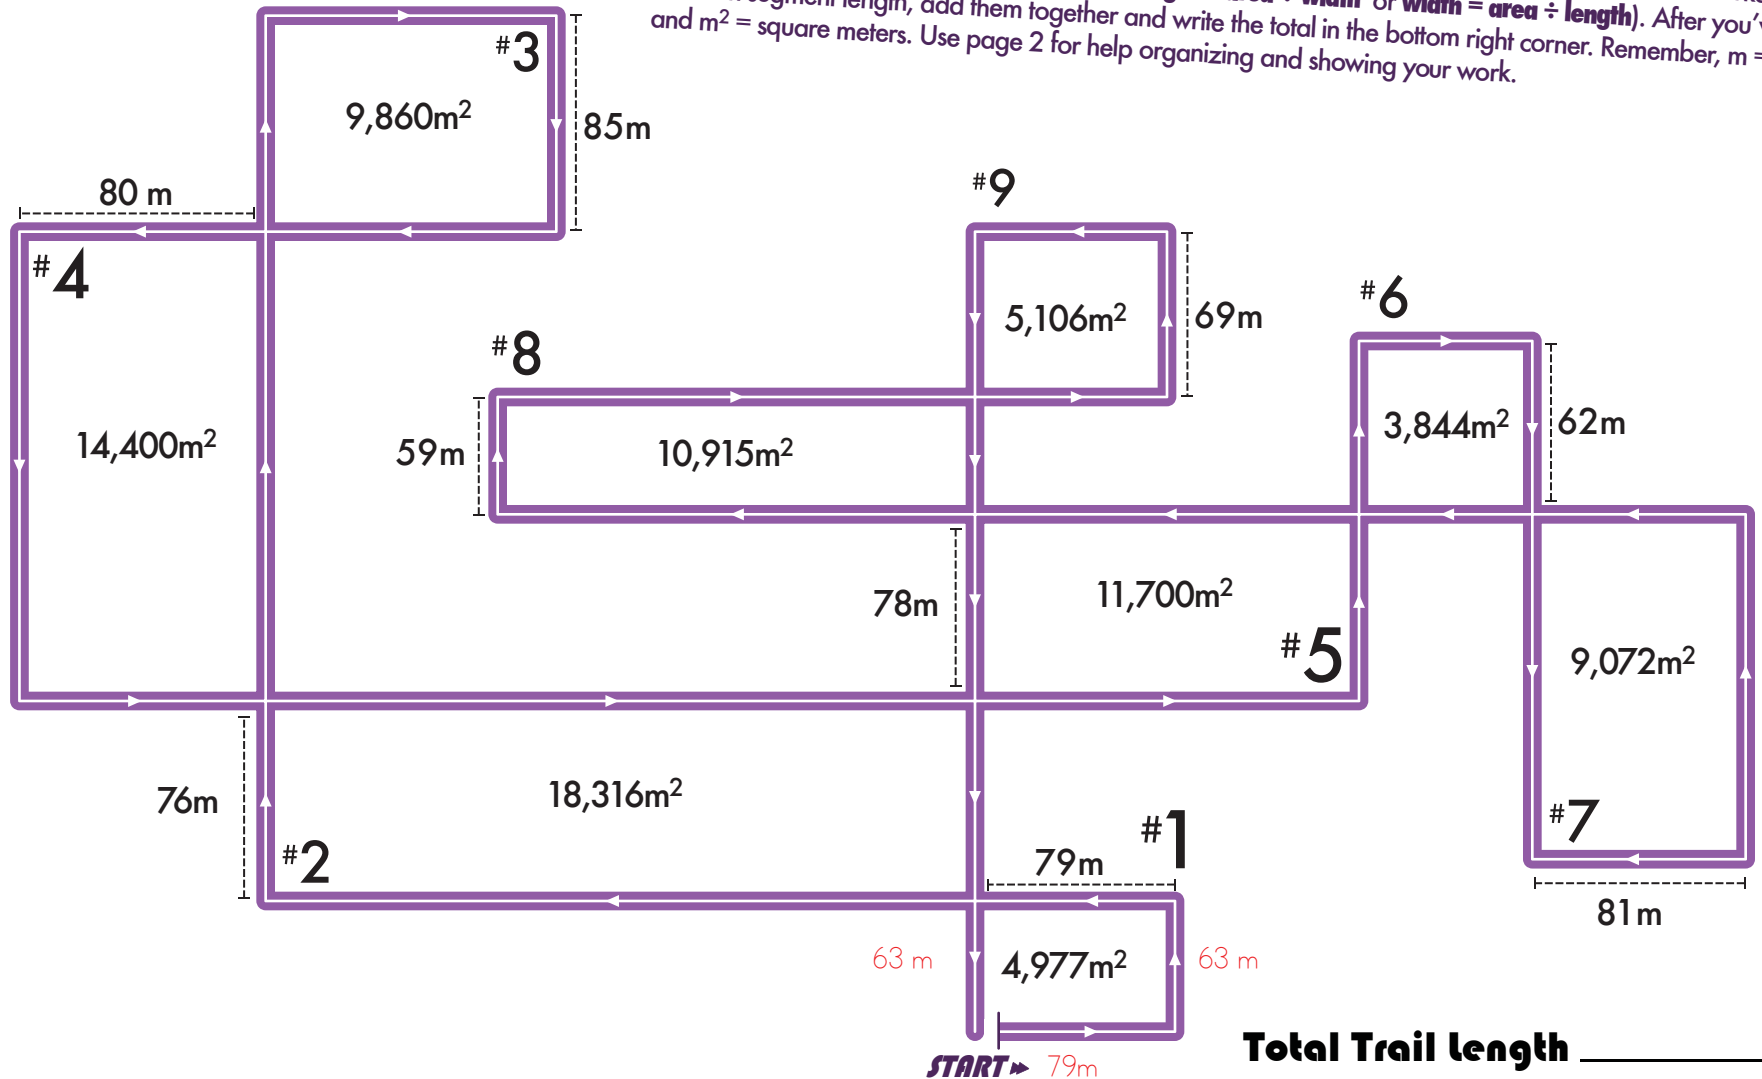 segment length, add them together and write the total in the bottom right corner. Remember, m =
width or width = area ÷ length). After you'v
and m² = square meters. Use page 2 for help organizing and showing your work.
#3
9,860m²
85m
80 m
#4
14,400m²
#9
5,106m²
69m
#8
59m
10,915m²
#6
3,844m²
62m
78m
11,700m²
#5
9,072m²
#7
81m
76m
18,316m²
#2
#1
79m
63 m
4,977m²
63 m
START
79m
Total Trail Length